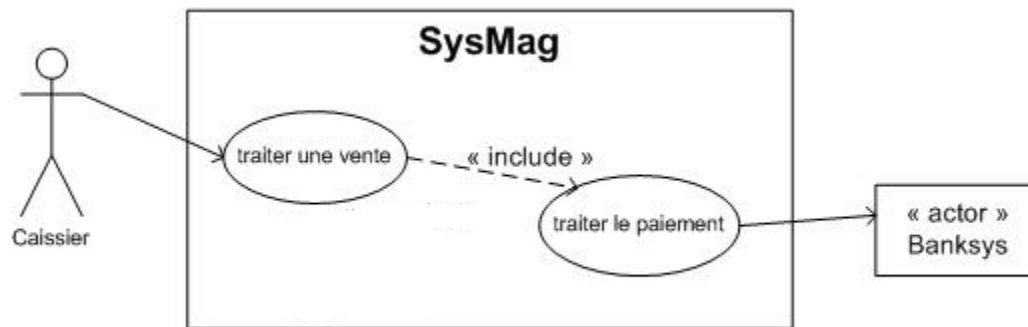 SysMag
traiter une vente
« include »
traiter le paiement
« actor »
Banksys
Caissier